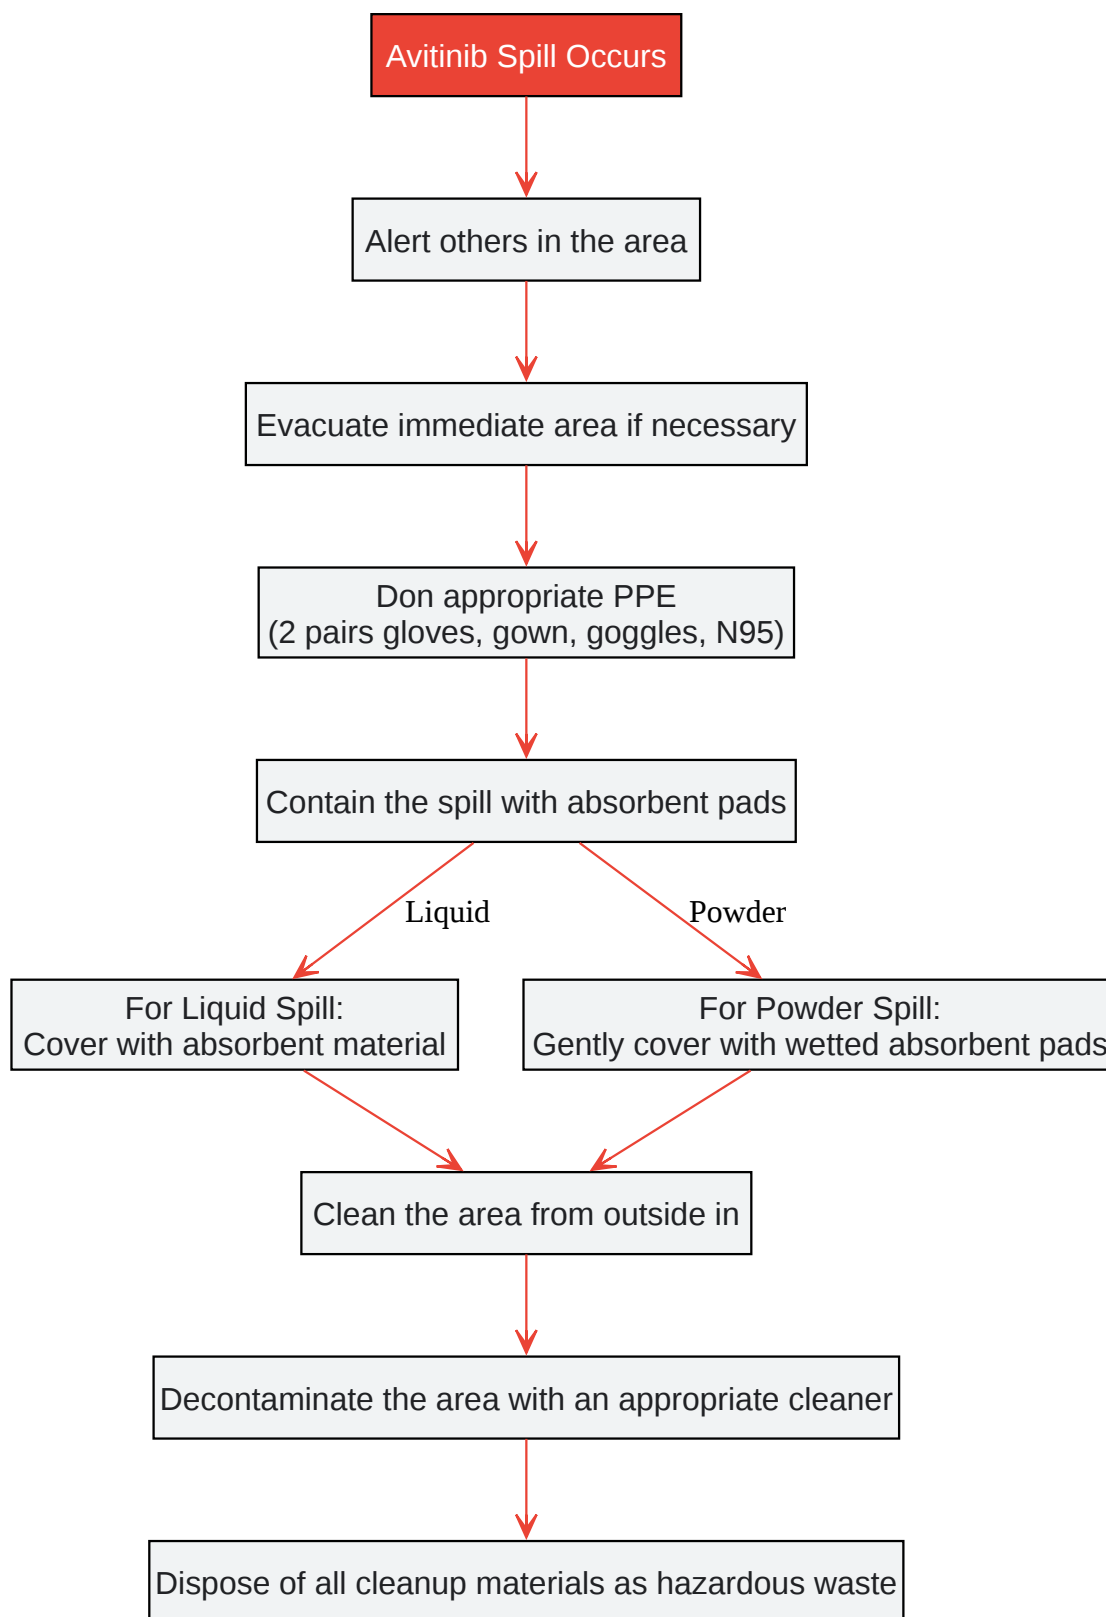 Avitinib Spill Occurs
Alert others in the area
Evacuate immediate area if necessary
Don appropriate PPE
(2 pairs gloves, gown, goggles, N95)
Contain the spill with absorbent pads
Liquid
Powder
For Liquid Spill:
Cover with absorbent material
For Powder Spill:
Gently cover with wetted absorbent pads
Clean the area from outside in
Decontaminate the area with an appropriate cleaner
Dispose of all cleanup materials as hazardous waste